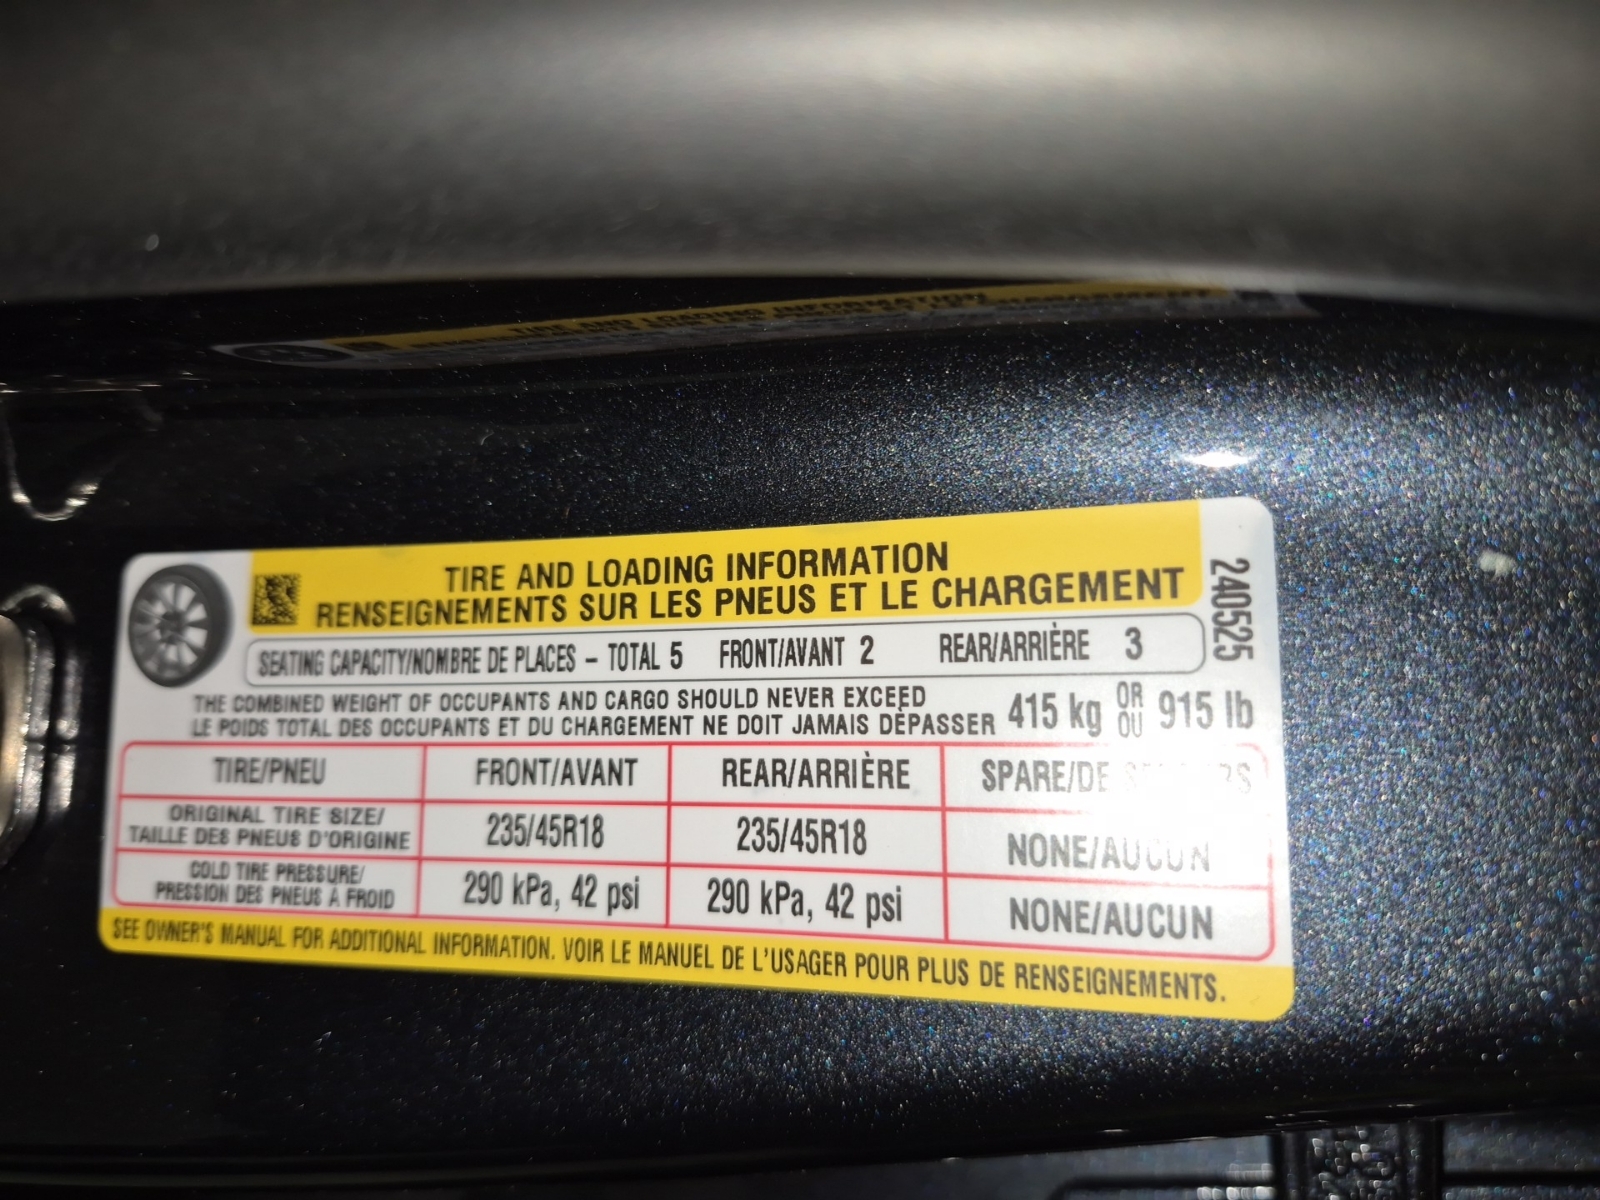 TIRE AND LOADING INFORMATION
RENSEIGNEMENTS SUR LES PNEUS ET LE CHARGEMENT
240525
SEATING CAPACITY/NOMBRE DE PLACES – TOTAL 5 FRONT/AVANT 2 REAR/ARRIÈRE 3
THE COMBINED WEIGHT OF OCCUPANTS AND CARGO SHOULD NEVER EXCEED
LE POIDS TOTAL DES OCCUPANTS ET DU CHARGEMENT NE DOIT JAMAIS DÉPASSER
415 kg OR OU 915 lb
TIRE/PNEU FRONT/AVANT REAR/ARRIÈRE SPARE/DE
ORIGINAL TIRE SIZE/
TAILLE DES PNEUS D'ORIGINE
235/45R18 235/45R18 NONE/AUCUN
COLD TIRE PRESSURE/
PRESSION DES PNEUS À FROID
290 kPa, 42 psi 290 kPa, 42 psi NONE/AUCUN
SEE OWNER'S MANUAL FOR ADDITIONAL INFORMATION. VOIR LE MANUEL DE L'USAGER POUR PLUS DE RENSEIGNEMENTS.